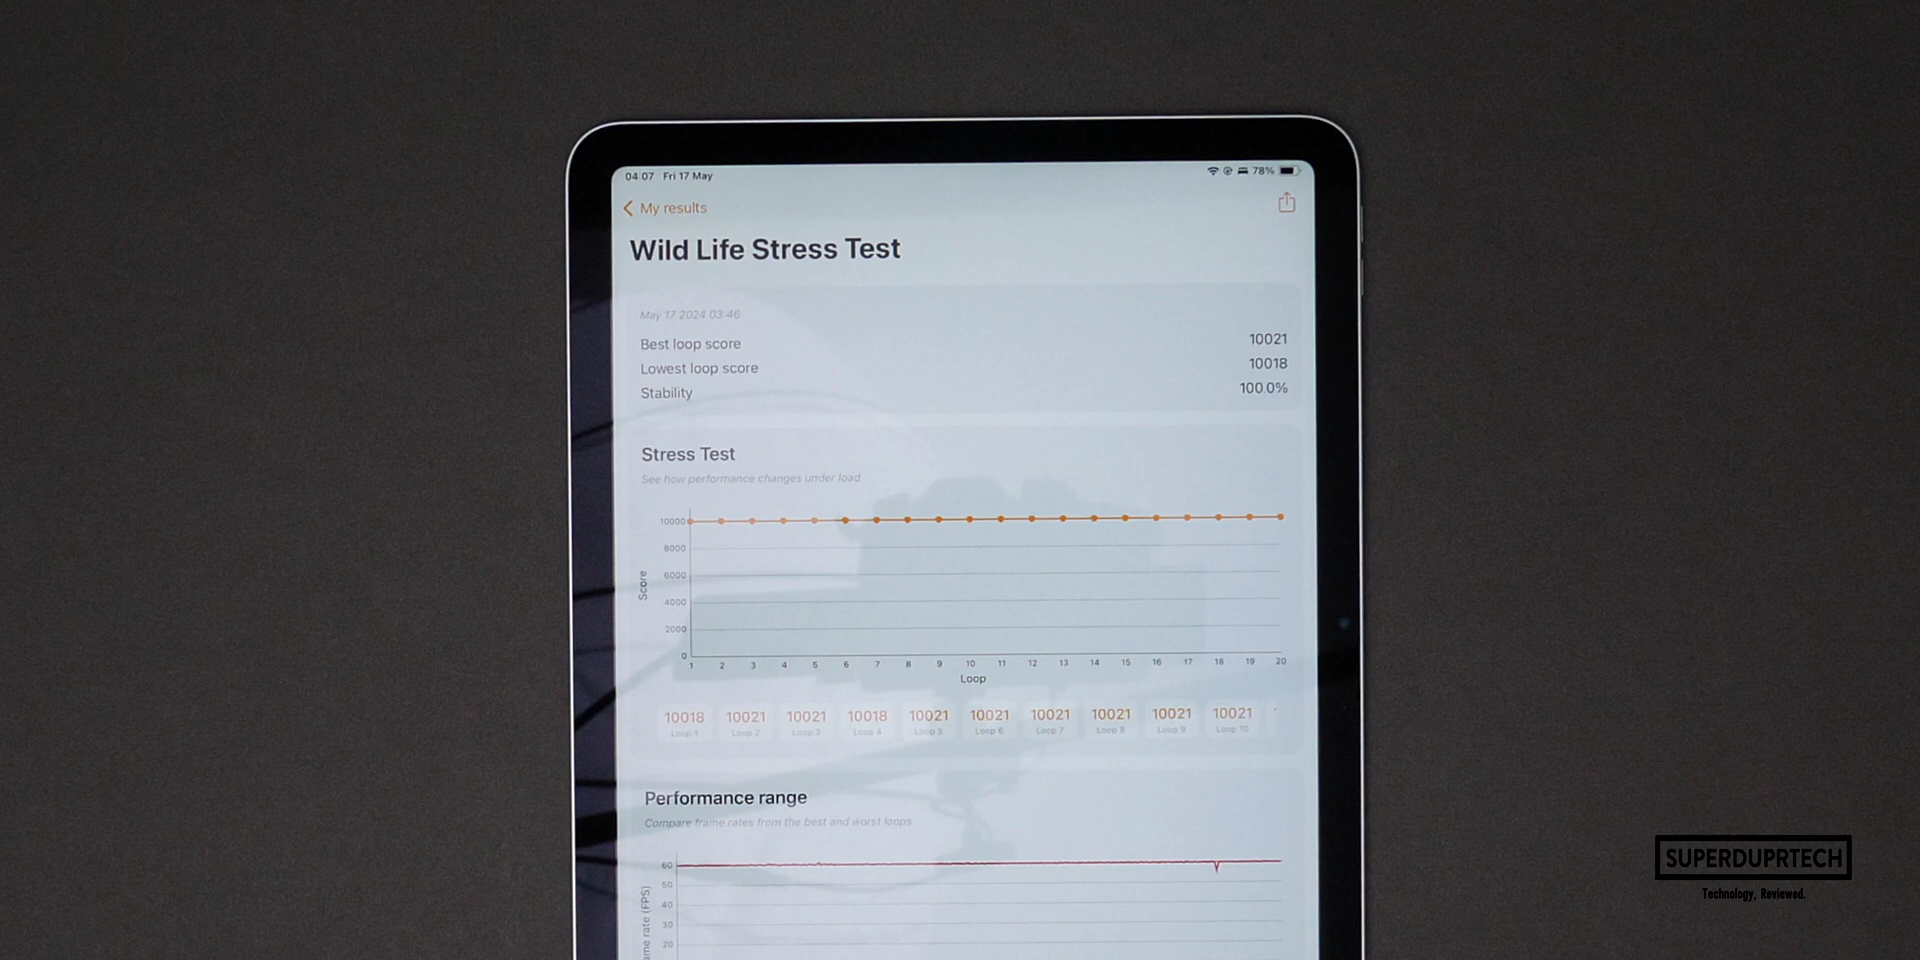 04:07 Fri 17 May
78%
My results
Wild Life Stress Test
May 17 2024 03:46
Best loop score 10021
Lowest loop score 10018
Stability 100.0%
Stress Test
See how performance changes under load
Score
10000
8000
6000
4000
2000
0
1 2 3 4 5 6 7 8 9 10 11 12 13 14 15 16 17 18 19 20
Loop
10018 10021 10021 10018 10021 10021 10021 10021 10021 10021
Loop 1 Loop 2 Loop 3 Loop 4 Loop 5 Loop 6 Loop 7 Loop 8 Loop 9 Loop 10
Performance range
Compare frame rates from the best and worst loops
60
50
40
30
20
rate (FPS)
SUPERDUPRTECH
Technology, Reviewed.